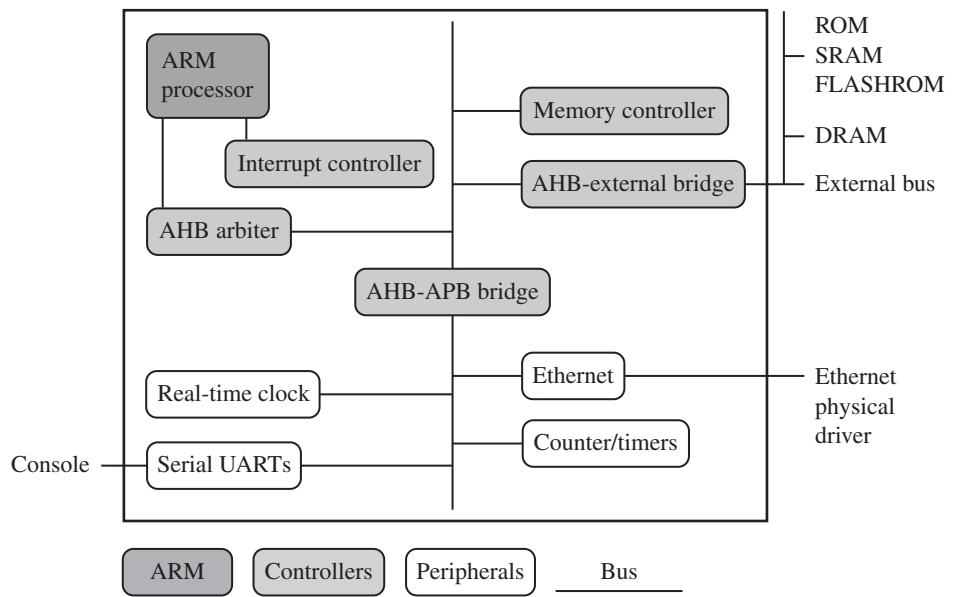 ARM
processor
Interrupt controller
AHB arbiter
Memory controller
AHB-external bridge
ROM
SRAM
FLASHROM
DRAM
External bus
AHB-APB bridge
Real-time clock
Ethernet
Ethernet
physical
driver
Counter/timers
Console
Serial UARTs
ARM
Controllers
Peripherals
Bus